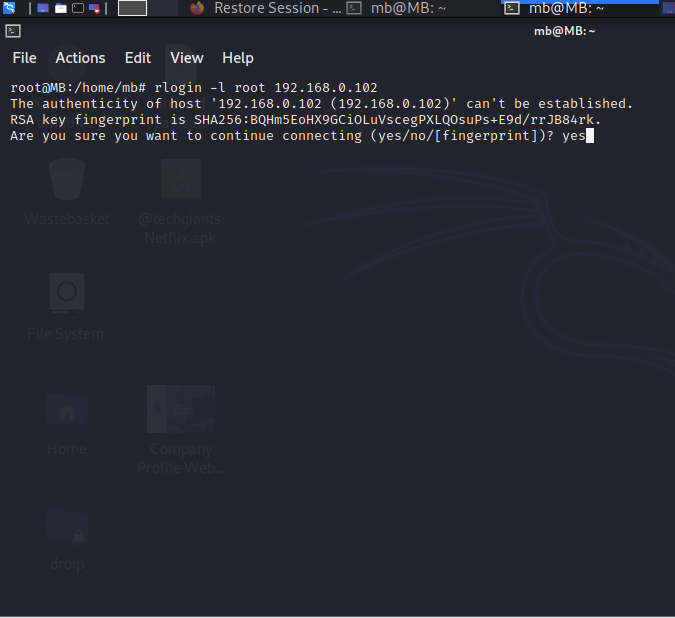 Restore Session - ...
mb@MB: ~
mb@MB: ~
mb@MB: ~
File Actions Edit View Help
root@MB:/home/mb# rlogin -l root 192.168.0.102
The authenticity of host '192.168.0.102 (192.168.0.102)' can't be established.
RSA key fingerprint is SHA256:BQHm5EoHX9GCiOLuVscegPXLQOsuPs+E9d/rrJB84rk.
Are you sure you want to continue connecting (yes/no/[fingerprint])? yes
Wastebasket
@techgiants
Netflix.apk
File System
Home
Company
Profile Web...
droip